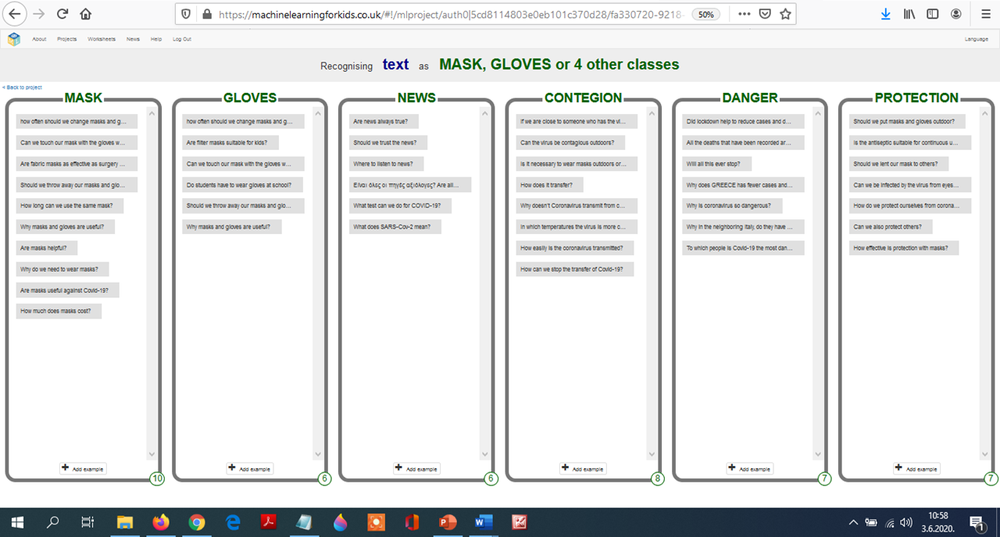 https://machinelearningforkids.co.uk/#!/mlproject/auth0|5cd8114803e0eb101c370d28/fa330720-9218-
50%
About Projects Worksheets News Help Log Out Language
Recognising text as MASK, GLOVES or 4 other classes
< Back to project
MASK
how often should we change masks and g...
Can we touch our mask with the gloves w...
Are fabric masks as effective as surgery ...
Should we throw away our masks and glo...
How long can we use the same mask?
Why masks and gloves are useful?
Are masks helpful?
Why do we need to wear masks?
Are masks useful against Covid-19?
How much does masks cost?
Add example
10
GLOVES
how often should we change masks and g...
Are filter masks suitable for kids?
Can we touch our mask with the gloves w...
Do students have to wear gloves at school?
Should we throw away our masks and glo...
Why masks and gloves are useful?
Add example
6
NEWS
Are news always true?
Should we trust the news?
Where to listen to news?
Είναι όλες οι πηγές αξιόλογες? Are all...
What test can we do for COVID-19?
What does SARS-Cov-2 mean?
Add example
6
CONTEGION
If we are close to someone who has the vi...
Can the virus be contagious outdoors?
Is it necessary to wear masks outdoors or...
How does it transfer?
Why doesn't Coronavirus transmit from c...
In which temperatures the virus is more c...
How easily is the coronavirus transmitted?
How can we stop the transfer of Covid-19?
Add example
8
DANGER
Did lockdown help to reduce cases and d...
All the deaths that have been recorded ar...
Will all this ever stop?
Why does GREECE has fewer cases and...
Why is coronavirus so dangerous?
Why in the neighboring Italy, do they have ...
To which people is Covid-19 the most dan...
Add example
7
PROTECTION
Should we put masks and gloves outdoor?
Is the antiseptic suitable for continuous u...
Should we lent our mask to others?
Can we be infected by the virus from eyes...
How do we protect ourselves from corona...
Can we also protect others?
How effective is protection with masks?
Add example
7
10:58
3.6.2020.
1